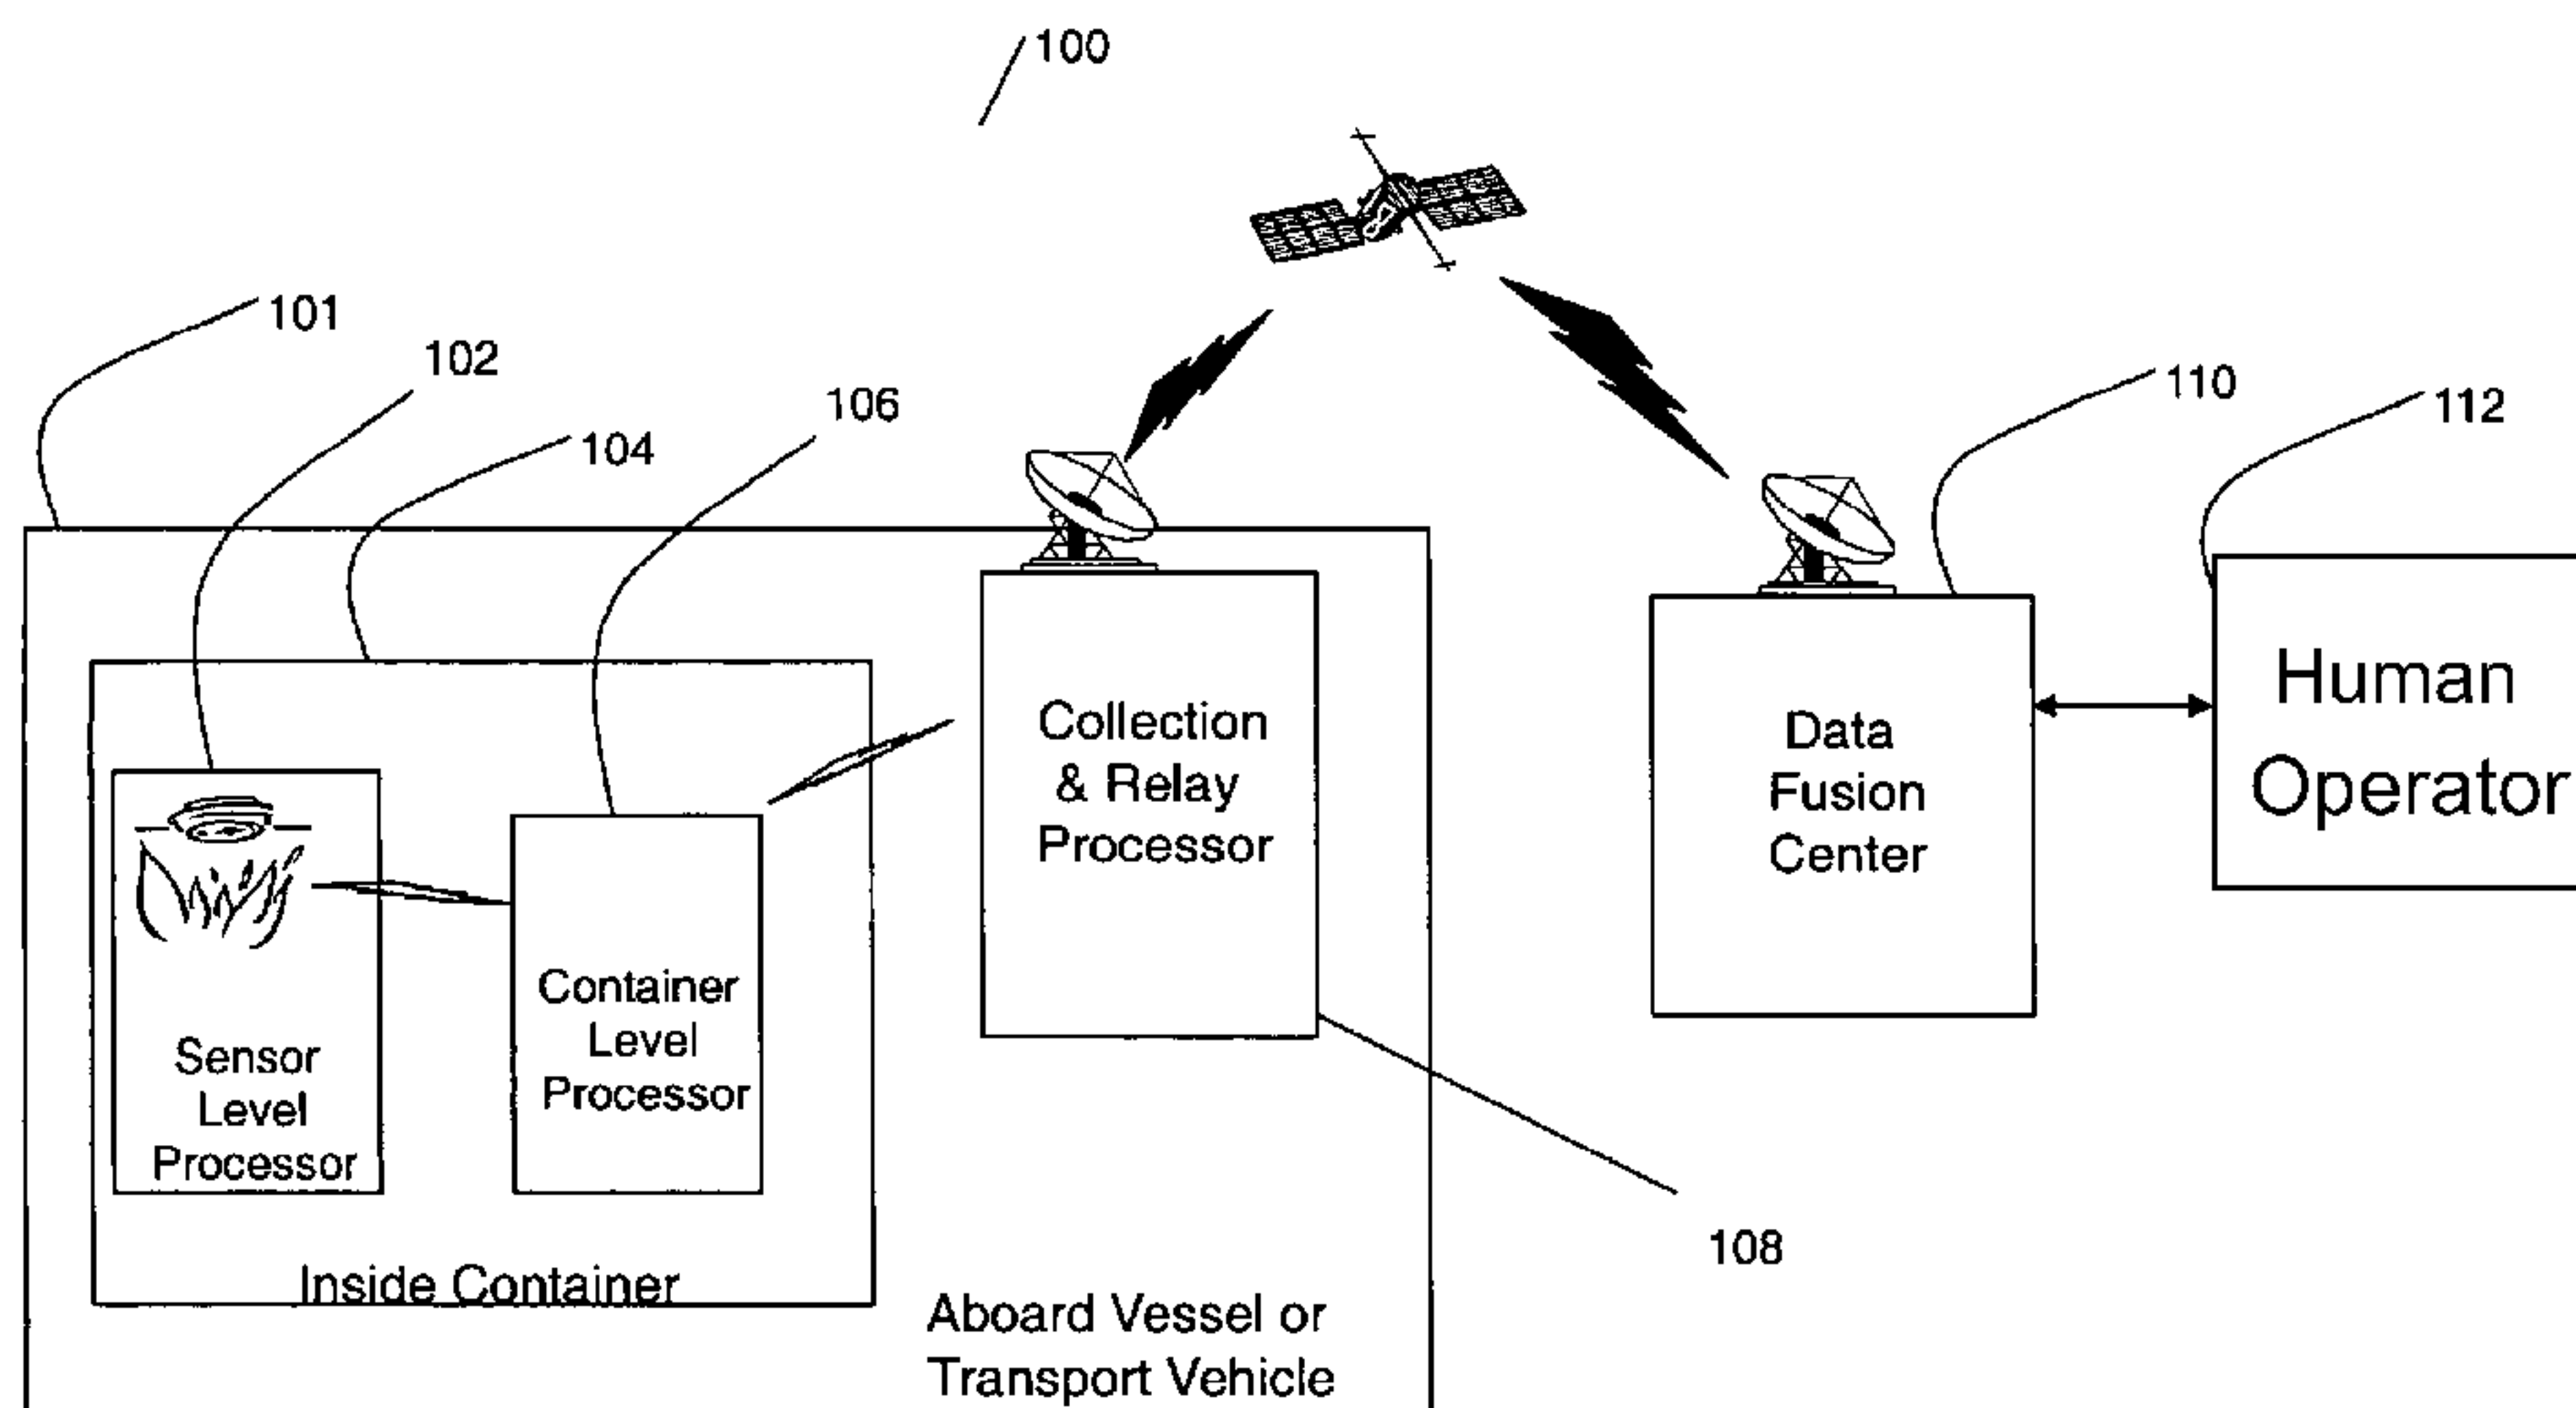 100
101
102
104
106
110
112
Collection
& Relay
Processor
Data
Fusion
Center
Human
Operator
Container
Level
Processor
Sensor
Level
Processor
108
Inside Container
Aboard Vessel or
Transport Vehicle